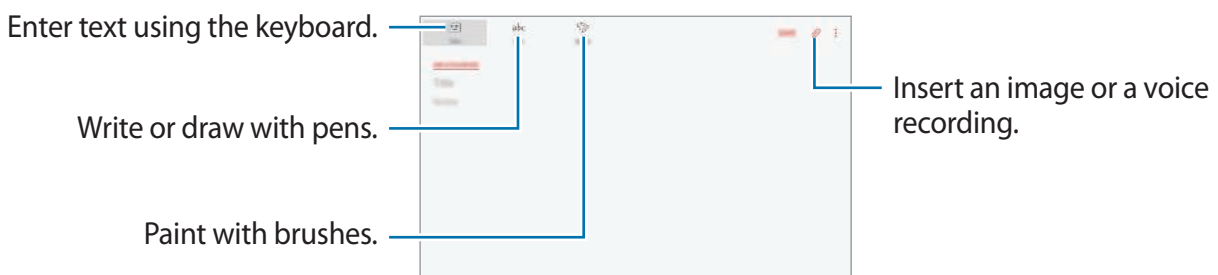 Enter text using the keyboard.
abc
Insert an image or a voice
recording.
Write or draw with pens.
Paint with brushes.